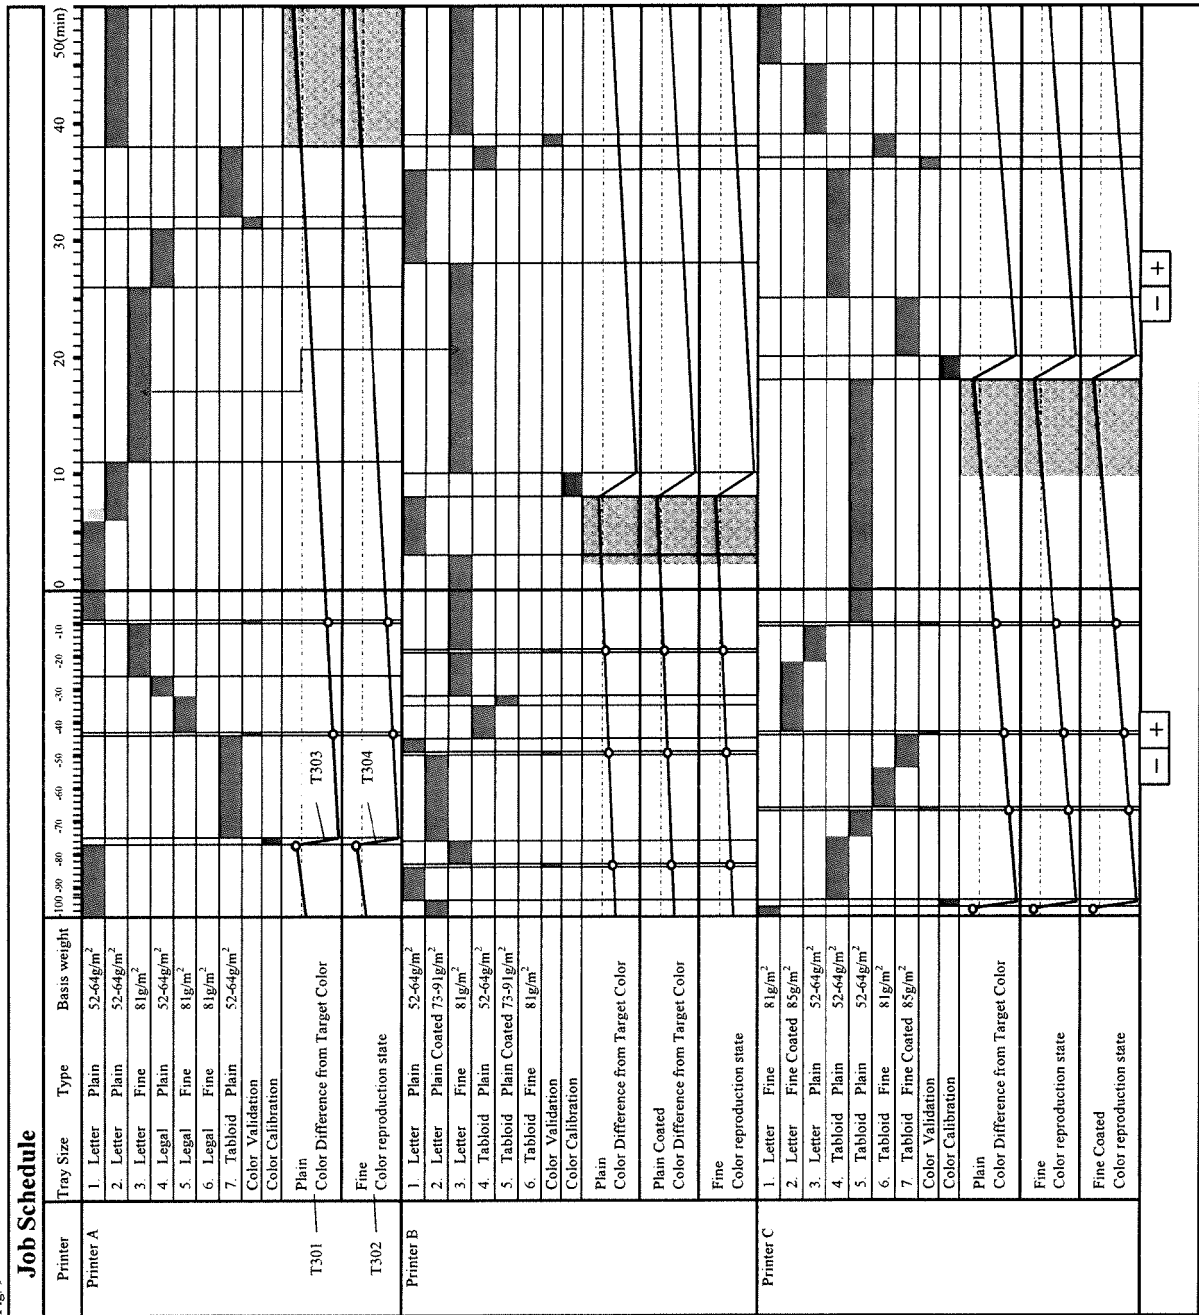 Job Schedule
Printer Tray Size Type Basis weight -100 -90 -80 -70 -60 -50 -40 -30 -20 -10 0 10 20 30 40 50(min)
Printer A
1. Letter Plain 52-64g/m²
2. Letter Plain 52-64g/m²
3. Letter Fine 81g/m²
4. Legal Plain 52-64g/m²
5. Legal Fine 81g/m²
6. Legal Fine 81g/m²
7. Tabloid Plain 52-64g/m²
Color Validation
Color Calibration
T301
Plain
Color Difference from Target Color
T303
T302
Fine
Color reproduction state
T304
Printer B
1. Letter Plain 52-64g/m²
2. Letter Plain Coated 73-91g/m²
3. Letter Fine 81g/m²
4. Tabloid Plain 52-64g/m²
5. Tabloid Plain Coated 73-91g/m²
6. Tabloid Fine 81g/m²
Color Validation
Color Calibration
Plain
Color Difference from Target Color
Plain Coated
Color Difference from Target Color
Fine
Color reproduction state
Printer C
1. Letter Fine 81g/m²
2. Letter Fine Coated 85g/m²
3. Letter Plain 52-64g/m²
4. Tabloid Plain 52-64g/m²
5. Tabloid Plain 52-64g/m²
6. Tabloid Fine 81g/m²
7. Tabloid Fine Coated 85g/m²
Color Validation
Color Calibration
Plain
Color Difference from Target Color
Fine
Color reproduction state
Fine Coated
Color reproduction state
− + − +